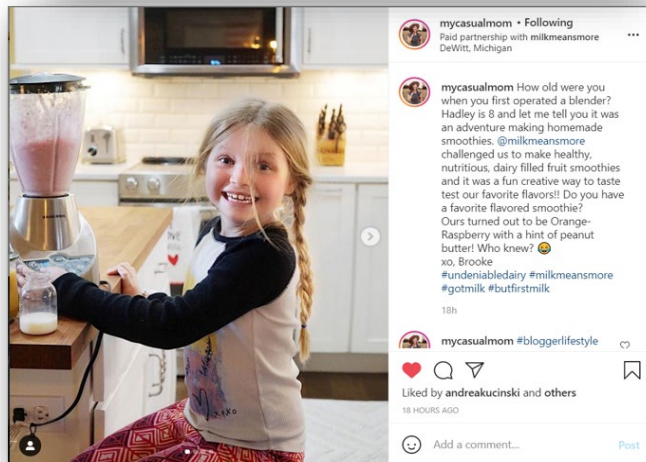 mycasualmom • Following
Paid partnership with milkmeansmore
DeWitt, Michigan
mycasualmom How old were you
when you first operated a blender?
Hadley is 8 and let me tell you it was
an adventure making homemade
smoothies. @milkmeansmore
challenged us to make healthy,
nutritious, dairy filled fruit smoothies
and it was a fun creative way to taste
test our favorite flavors!! Do you have
a favorite flavored smoothie?
Ours turned out to be Orange-
Raspberry with a hint of peanut
butter! Who knew? 😂
xo, Brooke
#undeniabledairy #milkmeansmore
#gotmilk #butfirstmilk
18h
mycasualmom #bloggerlifestyle
Liked by andreakucinski and others
18 HOURS AGO
Add a comment... Post
LOVE
xoxo